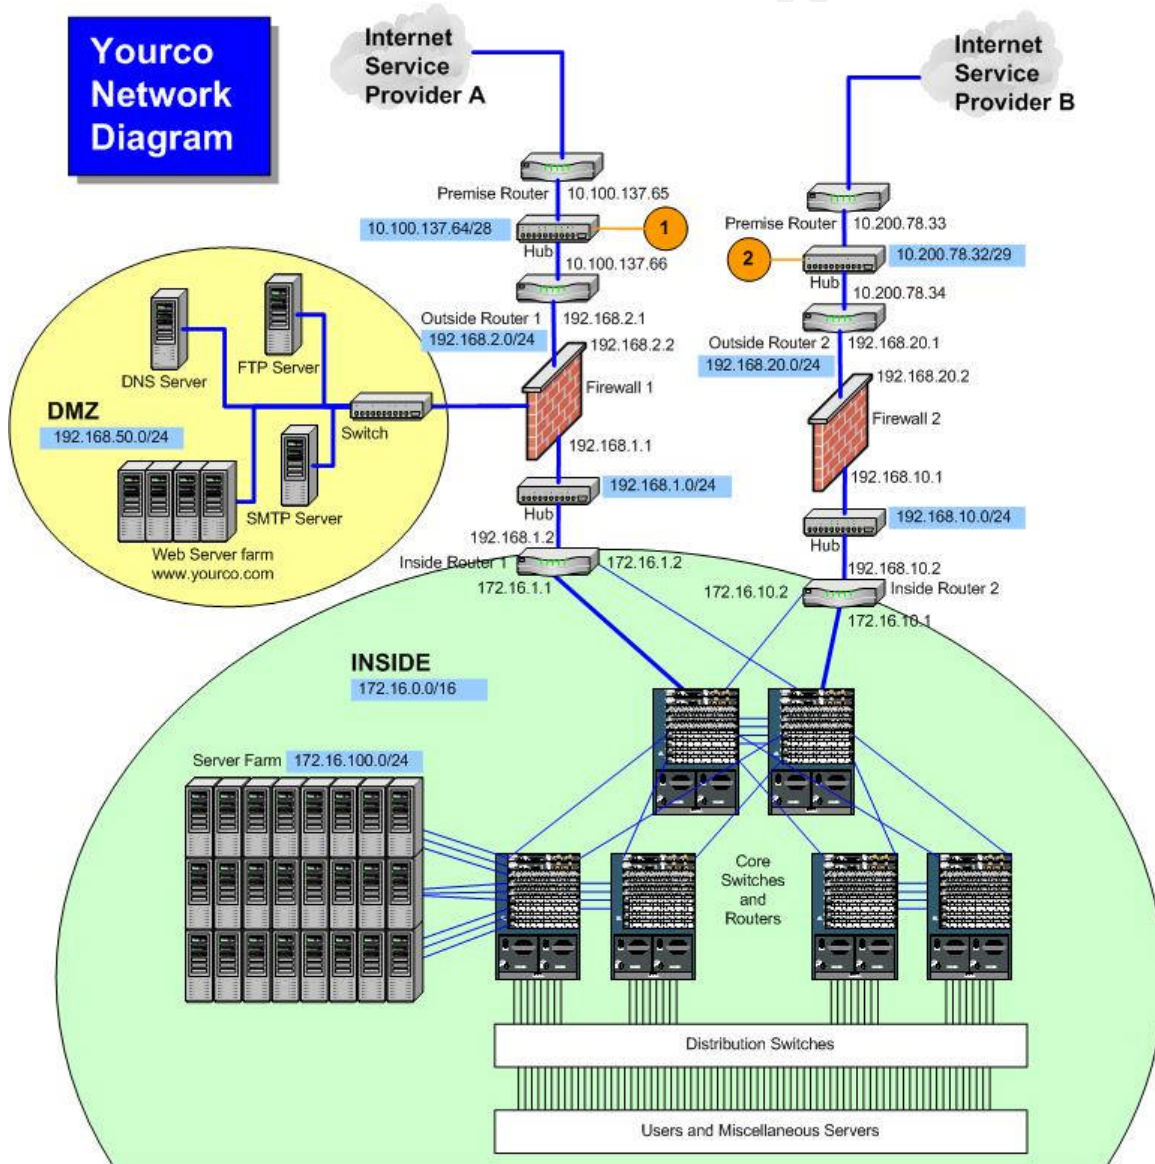 Yourco
Network
Diagram
Internet
Service
Provider A
Internet
Service
Provider B
Premise Router
10.100.137.65
10.100.137.64/28
1
Hub
10.100.137.66
Outside Router 1
192.168.2.1
192.168.2.0/24
192.168.2.2
Firewall 1
192.168.1.1
192.168.1.0/24
Hub
192.168.1.2
Inside Router 1
172.16.1.2
172.16.1.1
Premise Router
10.200.78.33
2
10.200.78.32/29
Hub
10.200.78.34
Outside Router 2
192.168.20.1
192.168.20.0/24
192.168.20.2
Firewall 2
192.168.10.1
192.168.10.0/24
Hub
192.168.10.2
172.16.10.2
Inside Router 2
172.16.10.1
DNS Server
FTP Server
DMZ
192.168.50.0/24
Switch
SMTP Server
Web Server farm
www.yourco.com
INSIDE
172.16.0.0/16
Server Farm
172.16.100.0/24
Core
Switches
and
Routers
Distribution Switches
Users and Miscellaneous Servers